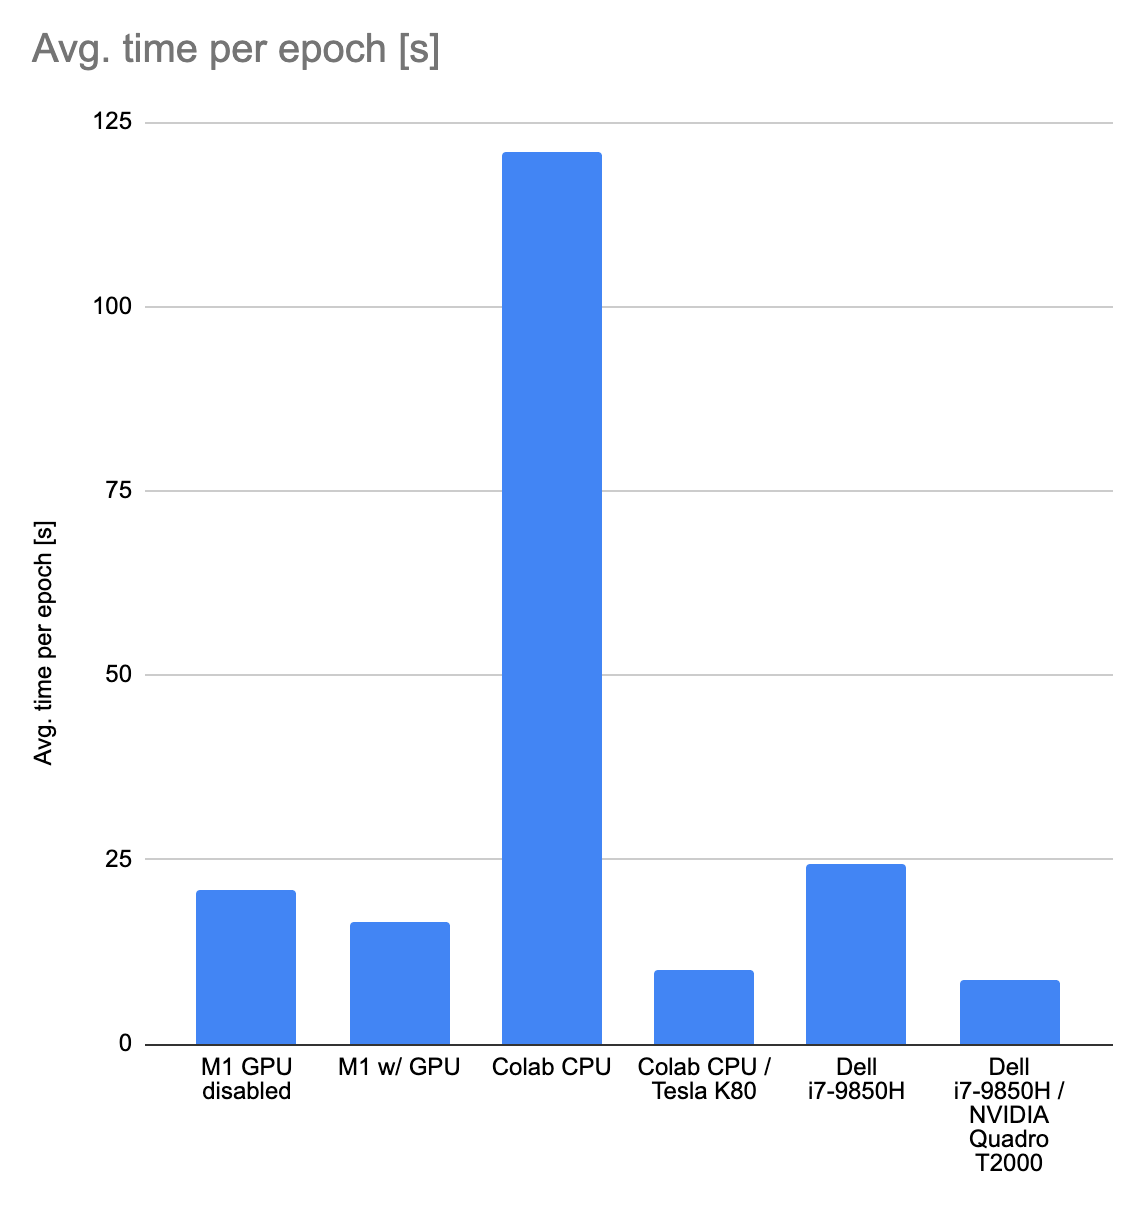 Avg. time per epoch [s]
125
100
75
50
25
0
Avg. time per epoch [s]
M1 GPU
disabled
M1 w/ GPU
Colab CPU
Colab CPU /
Tesla K80
Dell
i7-9850H
Dell
i7-9850H /
NVIDIA
Quadro
T2000